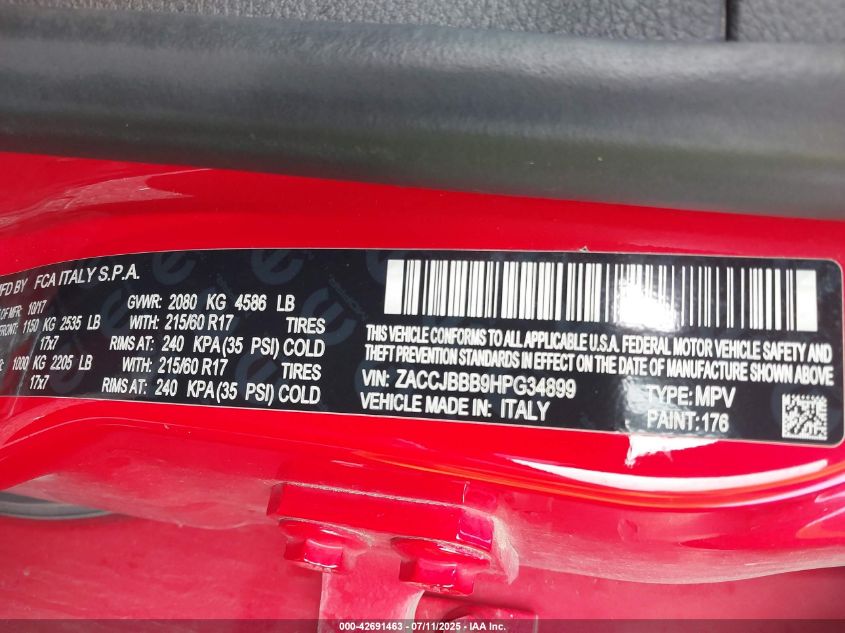 MFD BY FCA ITALY S.P.A.
OF MFR: 10/17 GVWR: 2080 KG 4586 LB
FRONT: 1150 KG 2535 LB WITH: 215/60 R17 TIRES
17x7 RIMS AT: 240 KPA(35 PSI) COLD
1000 KG 2205 LB WITH: 215/60 R17 TIRES
17x7 RIMS AT: 240 KPA(35 PSI) COLD
THIS VEHICLE CONFORMS TO ALL APPLICABLE U.S.A. FEDERAL MOTOR VEHICLE SAFETY AND
THEFT PREVENTION STANDARDS IN EFFECT ON THE DATE OF MANUFACTURE SHOWN ABOVE.
VIN: ZACCJBBB9HPG34899 TYPE: MPV
VEHICLE MADE IN: ITALY PAINT: 176
000-42691463 - 07/11/2025 - IAA Inc.